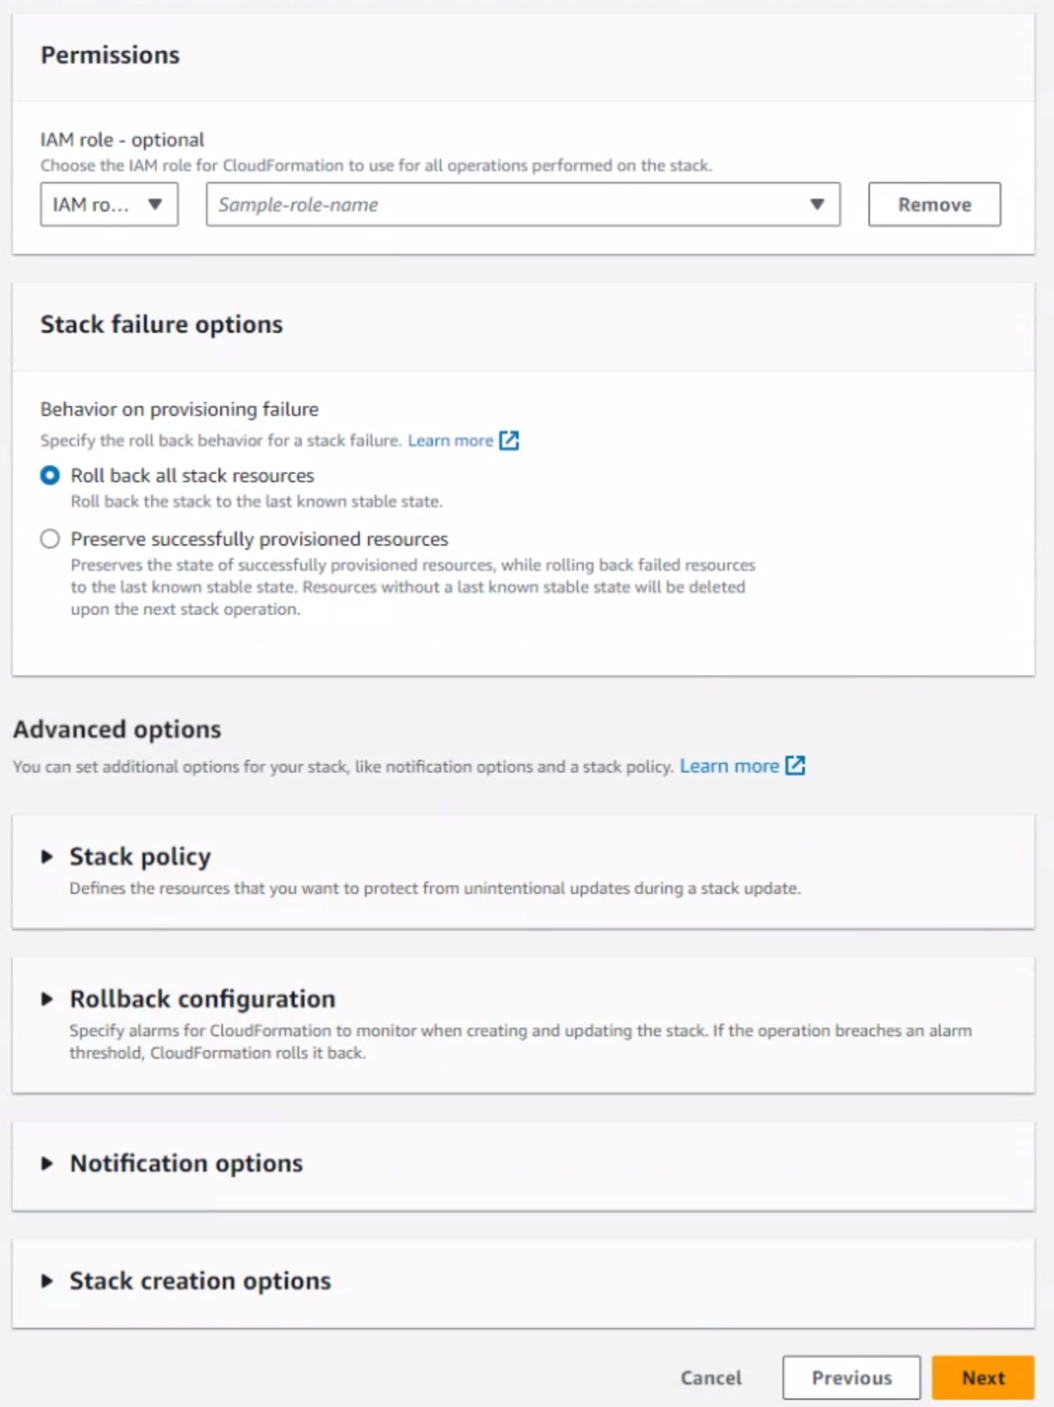 Permissions
IAM role - optional
Choose the IAM role for CloudFormation to use for all operations performed on the stack.
IAM ro... Sample-role-name Remove
Stack failure options
Behavior on provisioning failure
Specify the roll back behavior for a stack failure. Learn more
Roll back all stack resources
Roll back the stack to the last known stable state.
Preserve successfully provisioned resources
Preserves the state of successfully provisioned resources, while rolling back failed resources
to the last known stable state. Resources without a last known stable state will be deleted
upon the next stack operation.
Advanced options
You can set additional options for your stack, like notification options and a stack policy. Learn more
Stack policy
Defines the resources that you want to protect from unintentional updates during a stack update.
Rollback configuration
Specify alarms for CloudFormation to monitor when creating and updating the stack. If the operation breaches an alarm
threshold, CloudFormation rolls it back.
Notification options
Stack creation options
Cancel Previous Next